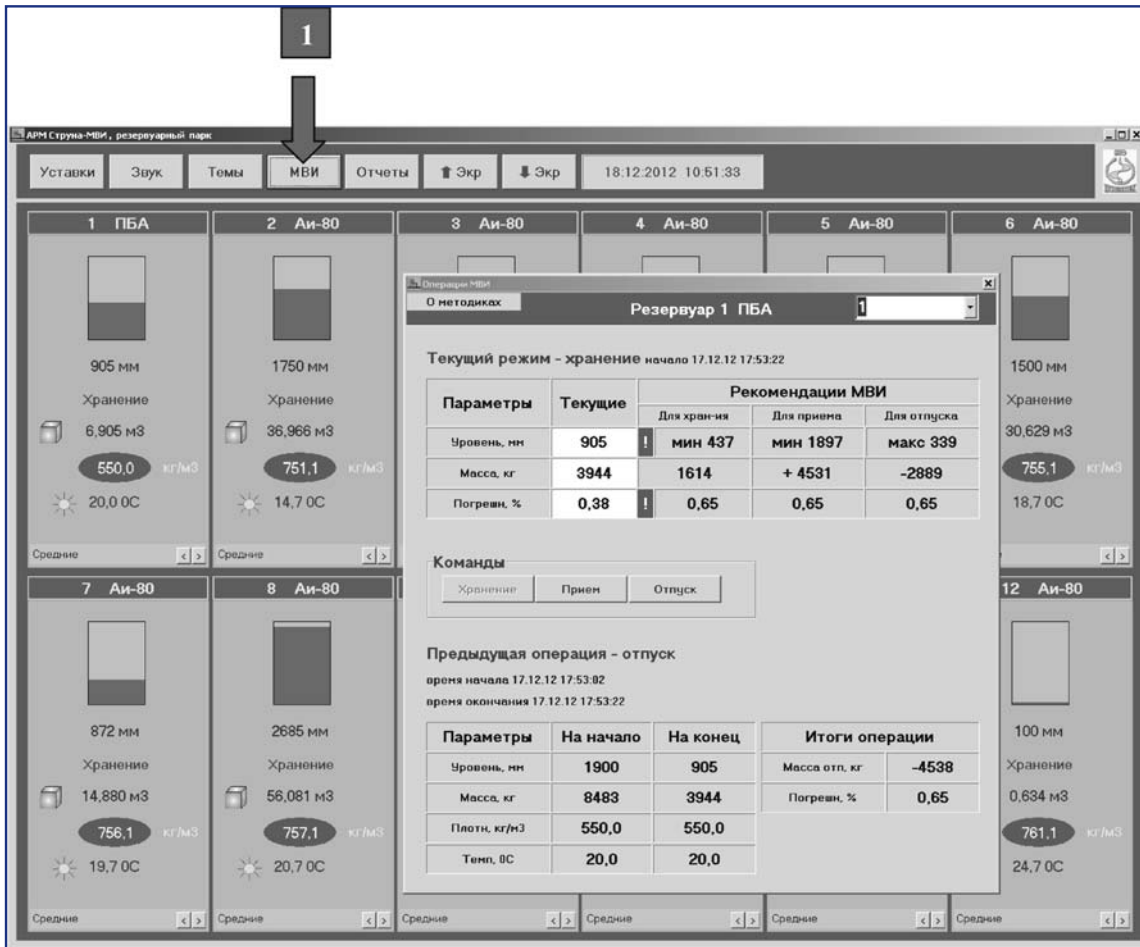 1
АРМ Струна-МВИ, резервуарный парк
Уставки Звук Темы МВИ Отчеты Экр Экр 18:12:2012 10:51:33
1 ПБА 2 Аи-80 3 Аи-80 4 Аи-80 5 Аи-80 6 Аи-80
905 мм 1750 мм 1500 мм
Хранение Хранение Хранение
6,905 м3 36,966 м3 30,629 м3
550,0 кг/м3 751,1 кг/м3 755,1 кг/м3
20,0 0С 14,7 0С 18,7 0С
Средние < > Средние < > < >
Операции МВИ
О методиках Резервуар 1 ПБА 1
Текущий режим - хранение начало 17.12.12 17:53:22
Параметры Текущие Рекомендации МВИ
Для хран-ия Для приема Для отпуска
Уровень, мм 905 ! мин 437 мин 1897 макс 339
Масса, кг 3944 1614 + 4531 -2889
Погрешн, % 0,38 ! 0,65 0,65 0,65
Команды
Хранение Прием Отпуск
Предыдущая операция - отпуск
время начала 17.12.12 17:53:02
время окончания 17.12.12 17:53:22
Параметры На начало На конец Итоги операции
Уровень, мм 1900 905 Масса отп, кг -4538
Масса, кг 8483 3944 Погрешн, % 0,65
Плотн, кг/м3 550,0 550,0
Темп, 0С 20,0 20,0
7 Аи-80 8 Аи-80 12 Аи-80
872 мм 2685 мм 100 мм
Хранение Хранение Хранение
14,880 м3 56,081 м3 0,634 м3
756,1 кг/м3 757,1 кг/м3 761,1 кг/м3
19,7 0С 20,7 0С 24,7 0С
Средние < > Средние < > Средние < > Средние < > Средние < > Средние < >